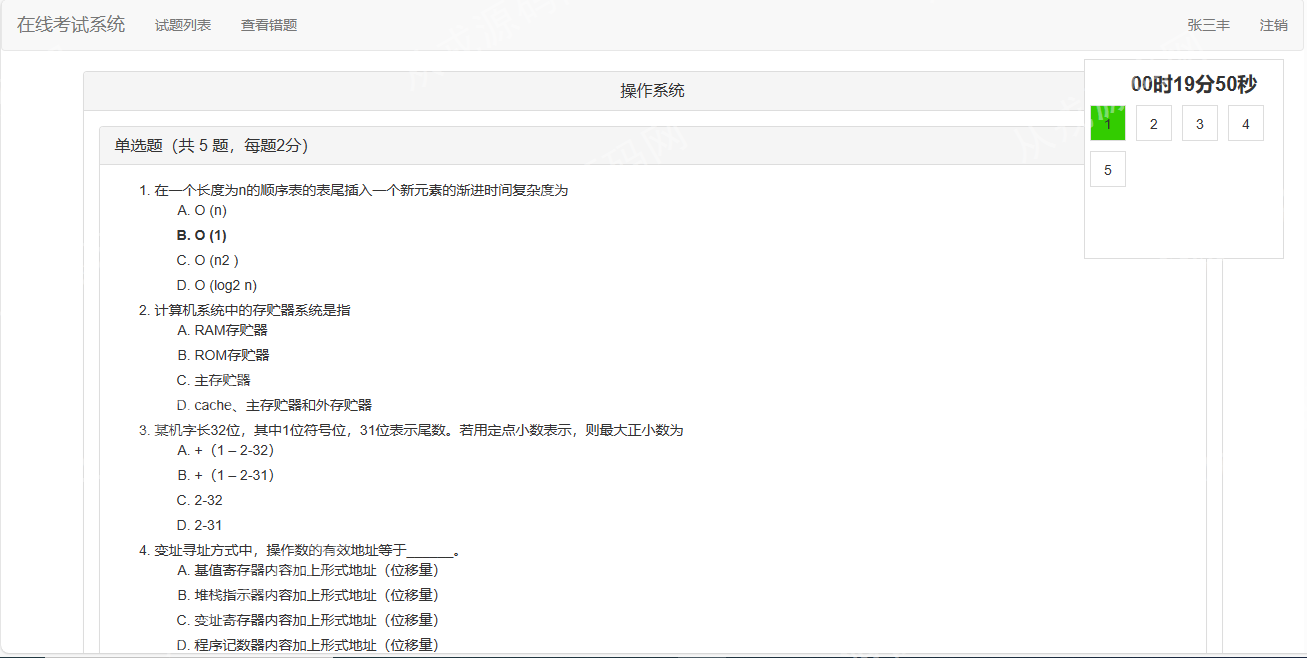 在线考试系统 试题列表 查看错题 张三丰 注销
操作系统
00时19分50秒
1 2 3 4
5
单选题（共 5 题，每题2分）
1. 在一个长度为n的顺序表的表尾插入一个新元素的渐进时间复杂度为
A. O (n)
B. O (1)
C. O (n2 )
D. O (log2 n)
2. 计算机系统中的存贮器系统是指
A. RAM存贮器
B. ROM存贮器
C. 主存贮器
D. cache、主存贮器和外存贮器
3. 某机字长32位，其中1位符号位，31位表示尾数。若用定点小数表示，则最大正小数为
A. +（1 – 2-32）
B. +（1 – 2-31）
C. 2-32
D. 2-31
4. 变址寻址方式中，操作数的有效地址等于______。
A. 基值寄存器内容加上形式地址（位移量）
B. 堆栈指示器内容加上形式地址（位移量）
C. 变址寄存器内容加上形式地址（位移量）
D. 程序记数器内容加上形式地址（位移量）